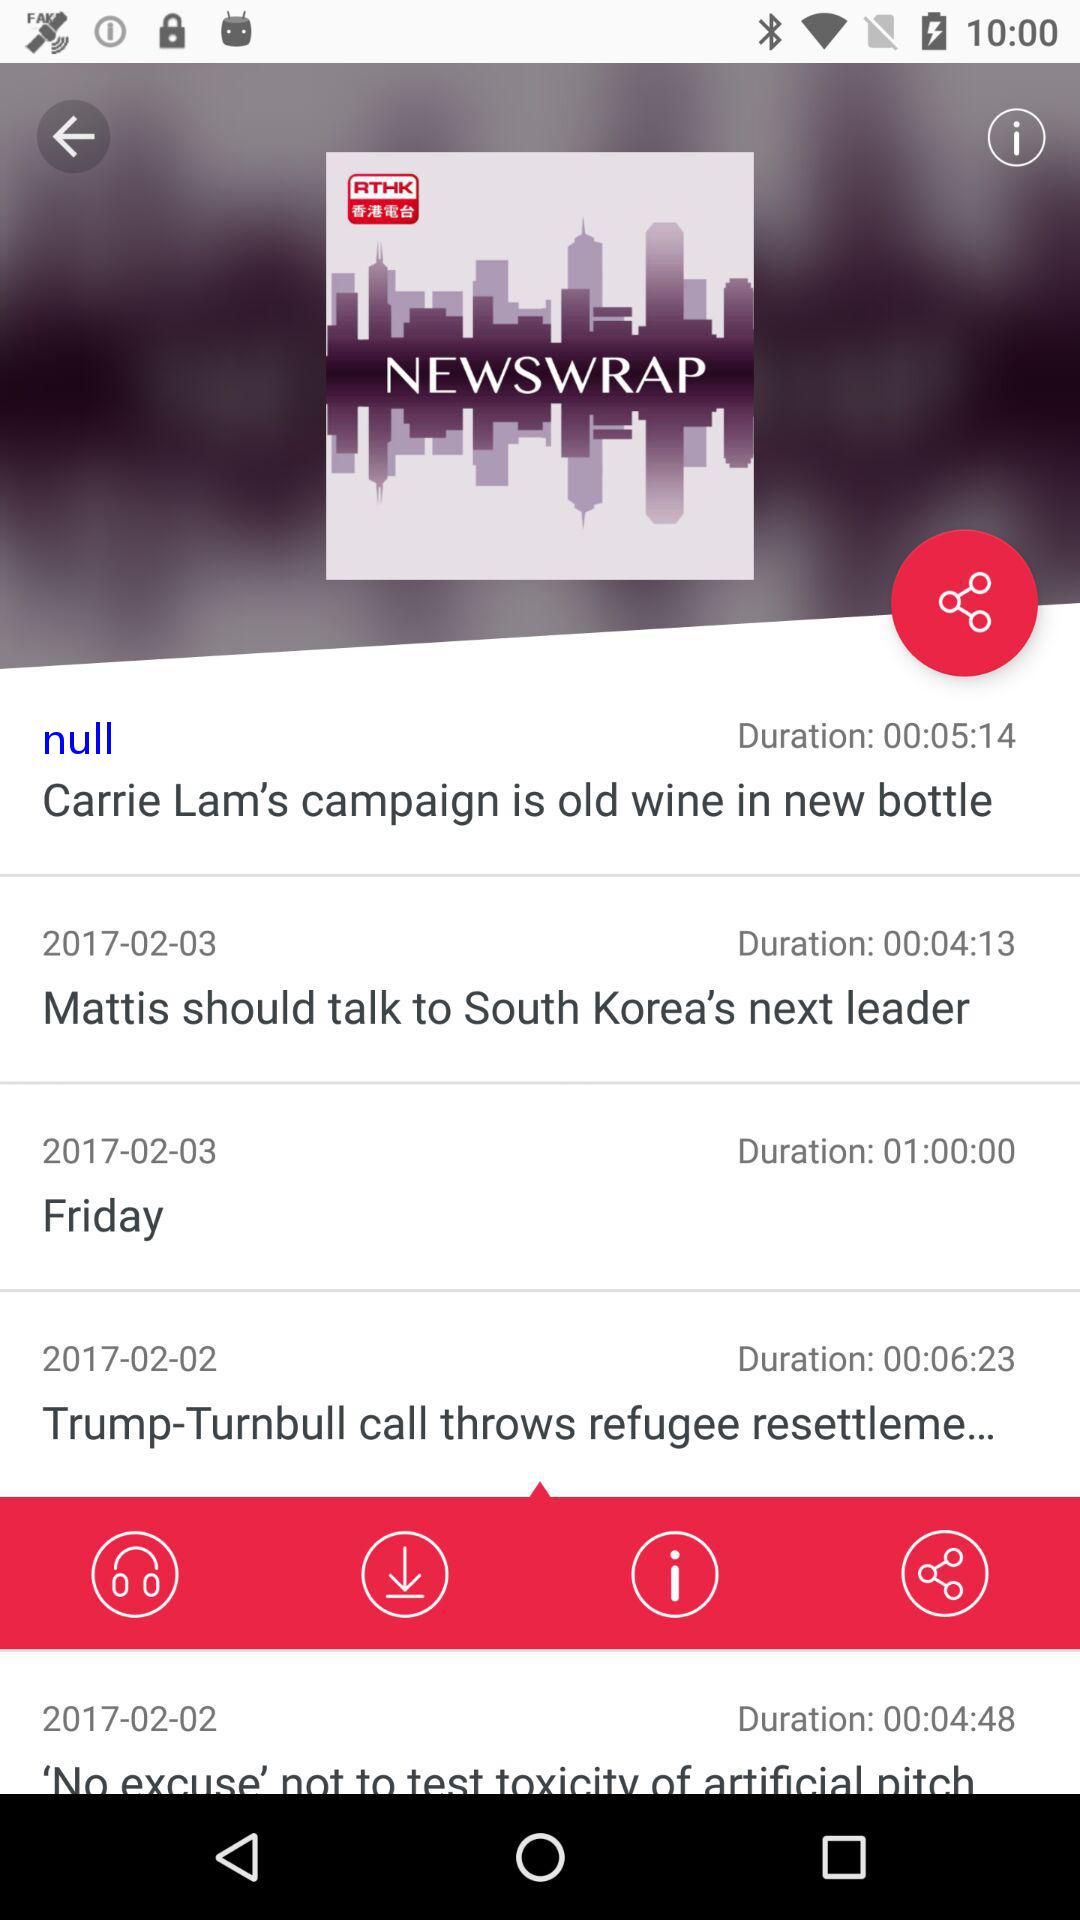 FAKE
10:00
RTHK
香港電台
NEWSWRAP
null
Duration: 00:05:14
Carrie Lam’s campaign is old wine in new bottle
2017-02-03
Duration: 00:04:13
Mattis should talk to South Korea’s next leader
2017-02-03
Duration: 01:00:00
Friday
2017-02-02
Duration: 00:06:23
Trump-Turnbull call throws refugee resettleme…
2017-02-02
Duration: 00:04:48
‘No excuse’ not to test toxicity of artificial pitch